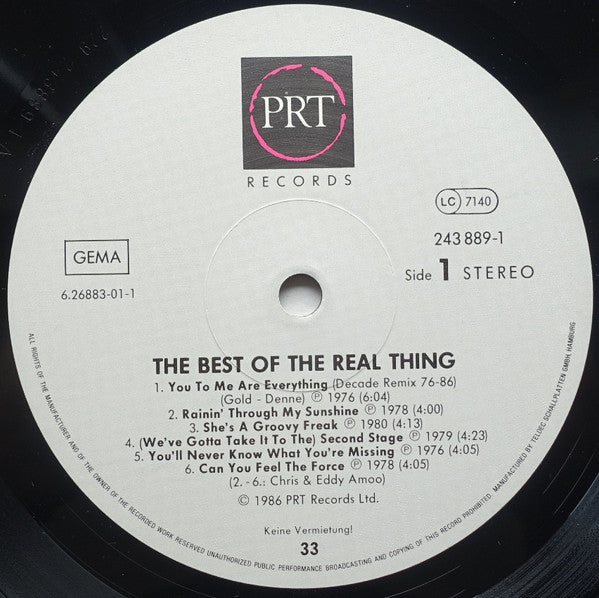 PRT
RECORDS
LC 7140
243 889-1
GEMA
Side 1 STEREO
6.26883-01-1
THE BEST OF THE REAL THING
1. You To Me Are Everything (Decade Remix 76-86)
(Gold - Denne) ℗ 1976 (6:04)
2. Rainin' Through My Sunshine ℗ 1978 (4:00)
3. She's A Groovy Freak ℗ 1980 (4:13)
4. (We've Gotta Take It To The) Second Stage ℗ 1979 (4:23)
5. You'll Never Know What You're Missing ℗ 1976 (4:05)
6. Can You Feel The Force ℗ 1978 (4:05)
(2. - 6.: Chris & Eddy Amoo)
© 1986 PRT Records Ltd.
Keine Vermietung!
33
ALL RIGHTS OF THE MANUFACTURER AND OF THE OWNER OF THE RECORDED WORK RESERVED UNAUTHORIZED PUBLIC PERFORMANCE BROADCASTING AND COPYING OF THIS RECORD PROHIBITED. MANUFACTURED BY TELDEC SCHALLPLATTEN GMBH, HAMBURG